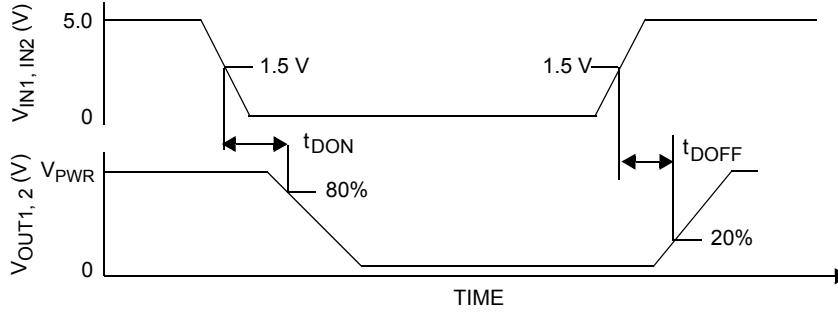 V_IN1, IN2 (V)
5.0
1.5 V
1.5 V
0
t_DON
t_DOFF
V_OUT1, 2 (V)
V_PWR
80%
20%
0
TIME